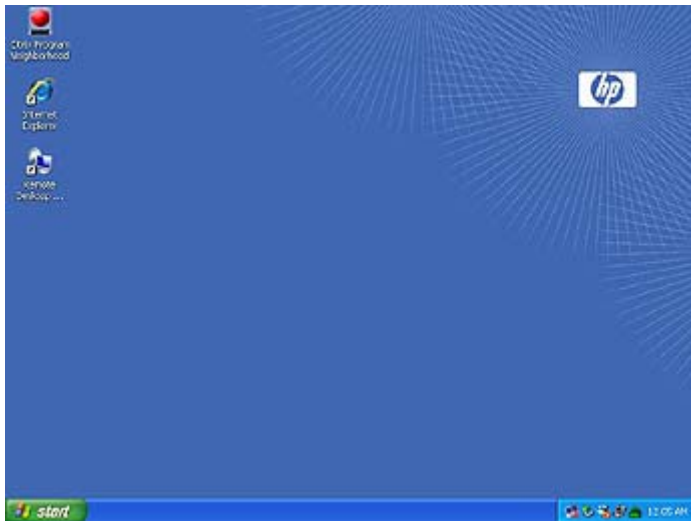 Citrix Program
Neighborhood
hp
Internet
Explorer
Remote
Desktop ...
start
12:05 AM